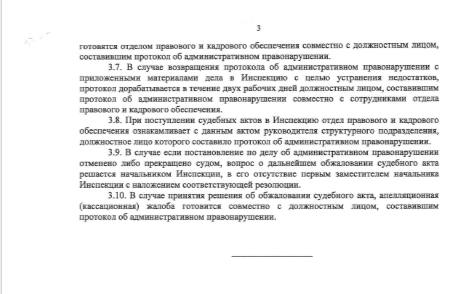 3
готовятся отделом правового и кадрового обеспечения совместно с должностным лицом,
составившим протокол об административном правонарушении.
3.7. В случае возвращения протокола об административном правонарушении с
приложенными материалами дела в Инспекцию с целью устранения недостатков,
протокол дорабатывается в течение двух рабочих дней должностным лицом, составившим
протокол об административном правонарушении совместно с сотрудниками отдела
правового и кадрового обеспечения.
3.8. При поступлении судебных актов в Инспекцию отдел правового и кадрового
обеспечения ознакамливает с данным актом руководителя структурного подразделения,
должностное лицо которого составило протокол об административном правонарушении.
3.9. В случае если постановление по делу об административном правонарушении
отменено либо прекращено судом, вопрос о дальнейшем обжаловании судебного акта
решается начальником Инспекции, в его отсутствие первым заместителем начальника
Инспекции с наложением соответствующей резолюции.
3.10. В случае принятия решения об обжаловании судебного акта, апелляционная
(кассационная) жалоба готовится совместно с должностным лицом, составившим
протокол об административном правонарушении.